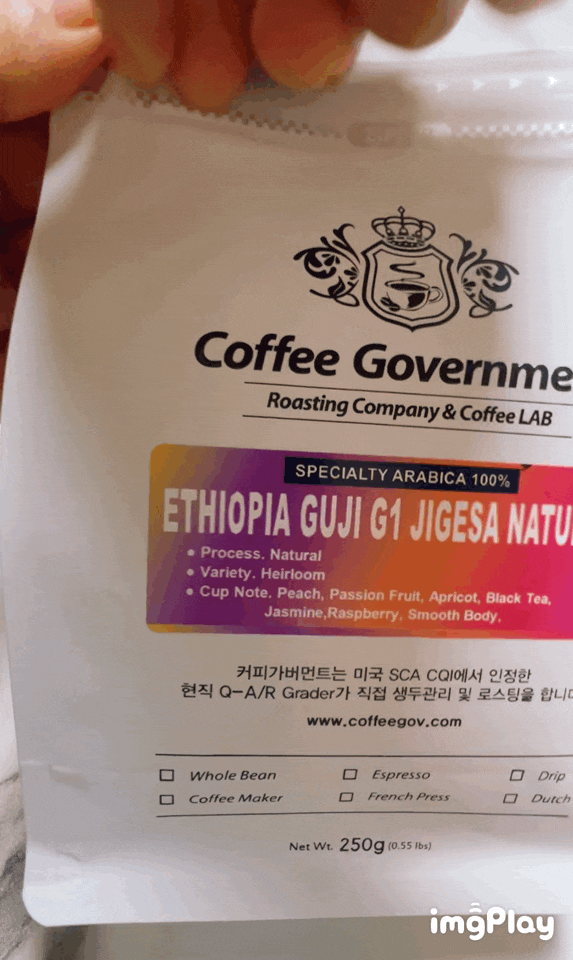 Coffee Governme
Roasting Company & Coffee LAB
SPECIALTY ARABICA 100%
ETHIOPIA GUJI G1 JIGESA NATU
• Process. Natural
• Variety. Heirloom
• Cup Note. Peach, Passion Fruit, Apricot, Black Tea,
Jasmine,Raspberry, Smooth Body.
커피가버먼트는 미국 SCA CQI에서 인정한
현직 Q-A/R Grader가 직접 생두관리 및 로스팅을 합니다
www.coffeegov.com
☐ Whole Bean ☐ Espresso ☐ Drip
☐ Coffee Maker ☐ French Press ☐ Dutch
Net Wt. 250g (0.55 lbs)
imgPlay